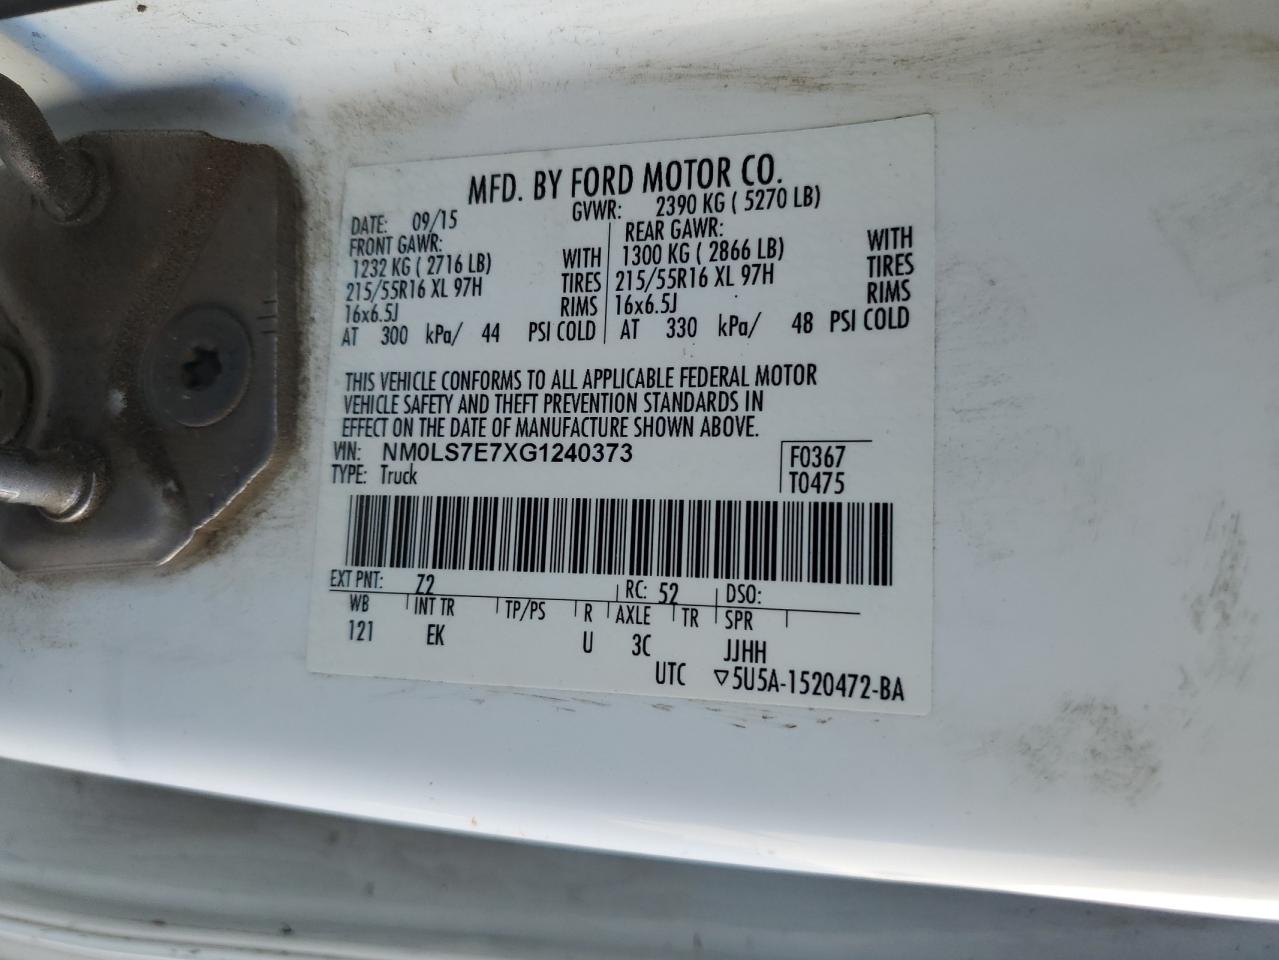 MFD. BY FORD MOTOR CO.
DATE: 09/15 GVWR: 2390 KG ( 5270 LB)
FRONT GAWR: REAR GAWR:
1232 KG ( 2716 LB) WITH 1300 KG ( 2866 LB) WITH
215/55R16 XL 97H TIRES 215/55R16 XL 97H TIRES
16x6.5J RIMS 16x6.5J RIMS
AT 300 kPa/ 44 PSI COLD AT 330 kPa/ 48 PSI COLD
THIS VEHICLE CONFORMS TO ALL APPLICABLE FEDERAL MOTOR
VEHICLE SAFETY AND THEFT PREVENTION STANDARDS IN
EFFECT ON THE DATE OF MANUFACTURE SHOWN ABOVE.
VIN: NM0LS7E7XG1240373 F0367
TYPE: Truck T0475
EXT PNT: Z2 RC: 52 DSO:
WB INT TR TP/PS R AXLE TR SPR
121 EK U 3C JJHH
UTC ▽5U5A-1520472-BA